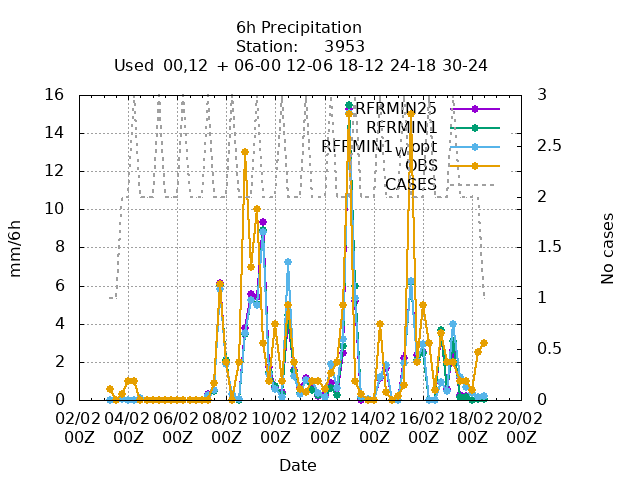 6h Precipitation
Station: 3953
Used 00,12 + 06-00 12-06 18-12 24-18 30-24
RFRMIN25
RFRMIN1
RFRMIN1_wopt
OBS
CASES
mm/6h
16
14
12
10
8
6
4
2
0
No cases
3
2.5
2
1.5
1
0.5
0
02/02 04/02 06/02 08/02 10/02 12/02 14/02 16/02 18/02 20/02
00Z 00Z 00Z 00Z 00Z 00Z 00Z 00Z 00Z 00Z
Date